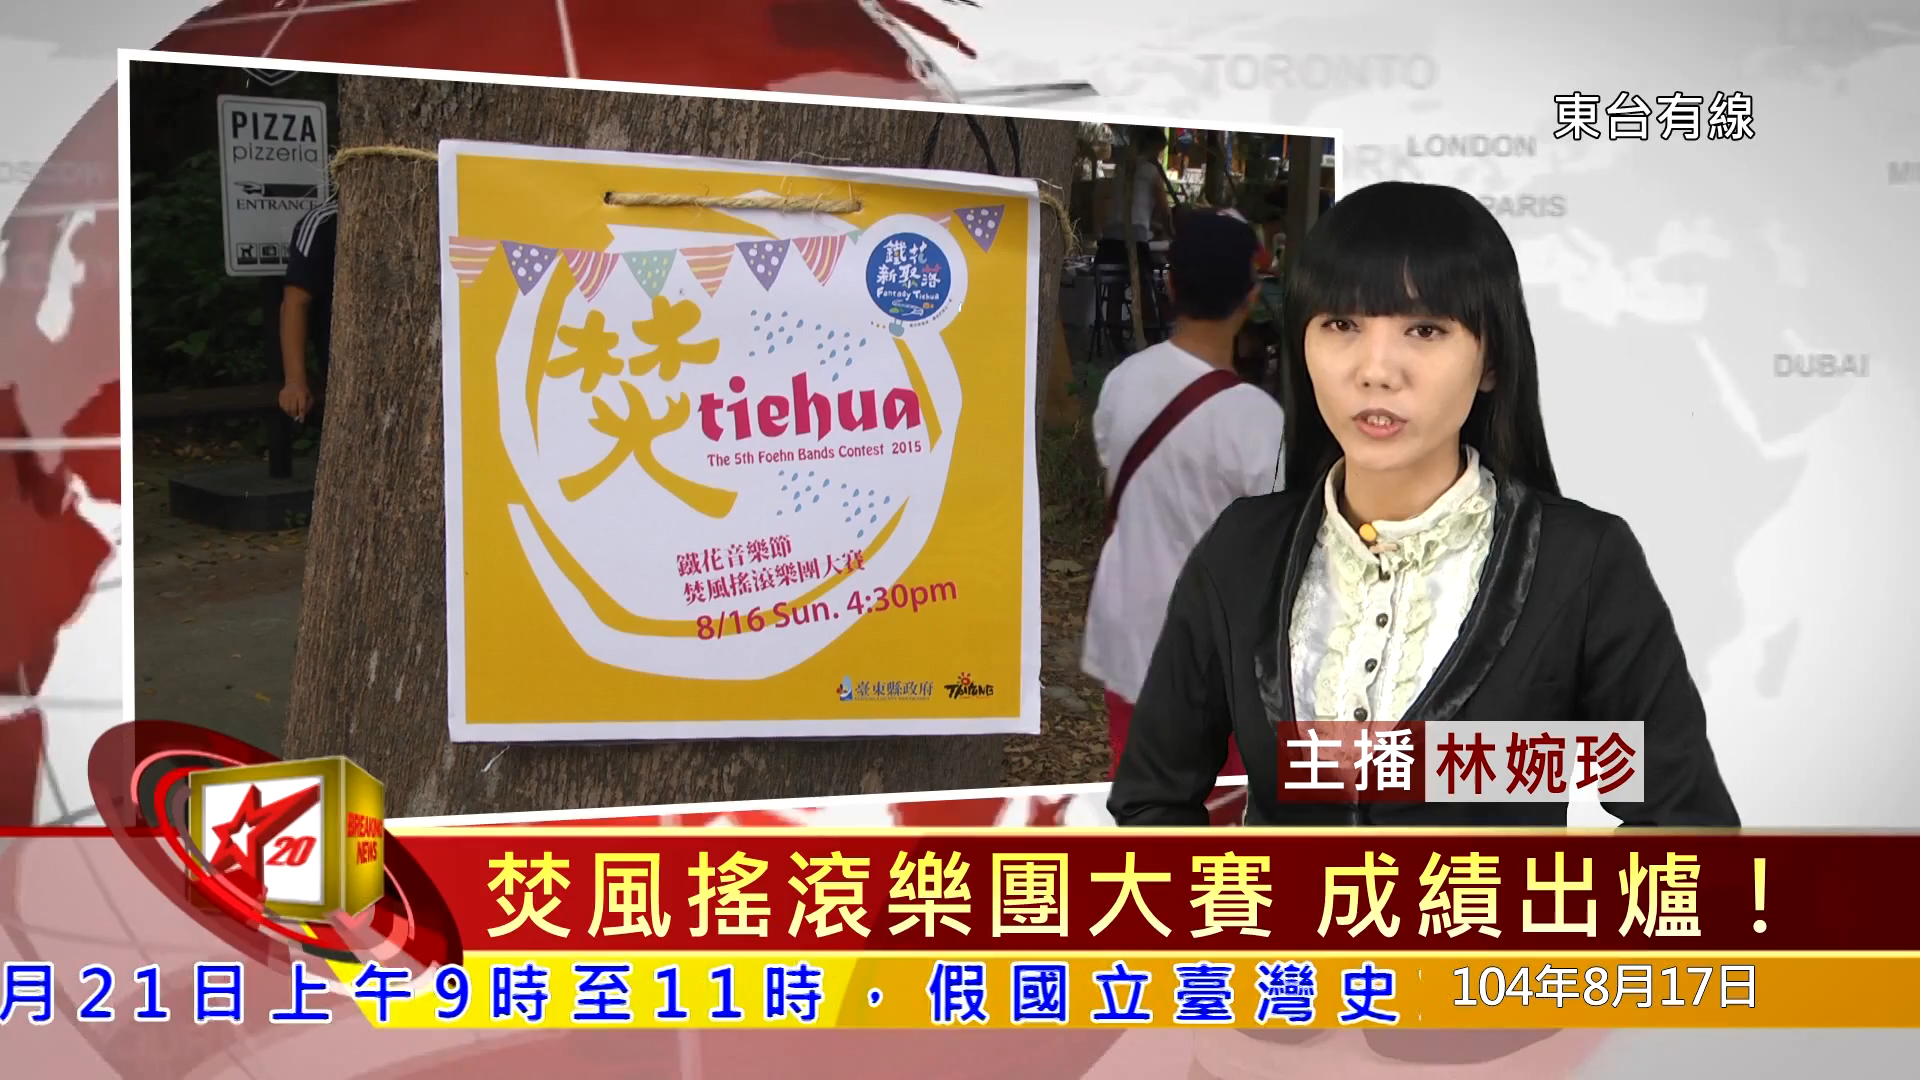 TORONTO
東台有線
LONDON
PARIS
DUBAI
PIZZA
pizzeria
ENTRANCE
鐵花
新聚落
Fantasy Tiehua
焚
tiehua
The 5th Foehn Bands Contest 2015
鐵花音樂節
焚風搖滾樂團大賽
8/16 Sun. 4:30pm
臺東縣政府
TAITUNG
主播 林婉珍
20
BREAKING
NEWS
焚風搖滾樂團大賽 成績出爐！
月21日上午9時至11時，假國立臺灣史
104年8月17日